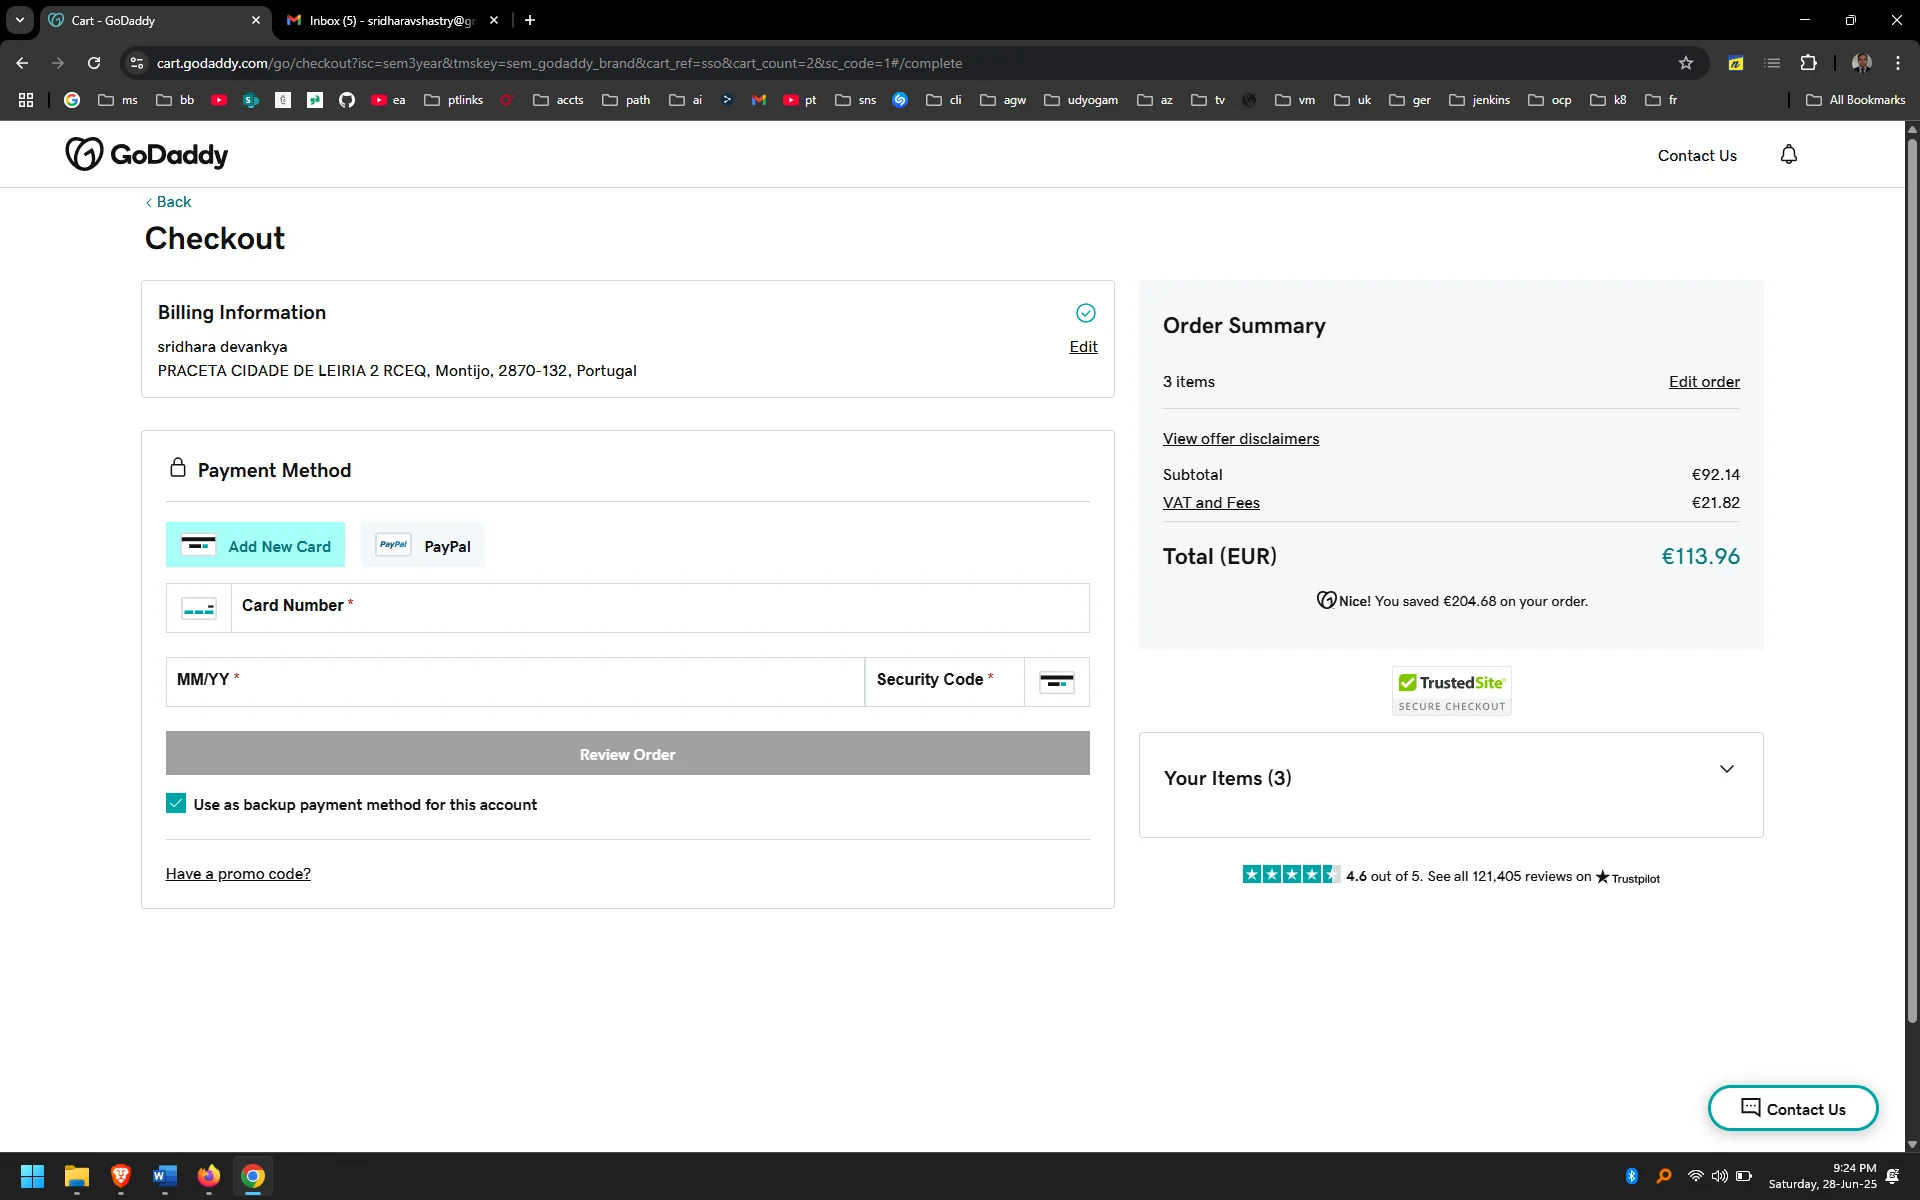 Cart - GoDaddy
Inbox (5) - sridharavshastry@g
cart.godaddy.com/go/checkout?isc=sem3year&tmskey=sem_godaddy_brand&cart_ref=sso&cart_count=2&sc_code=1#/complete
ms bb ea ptlinks accts path ai pt sns cli agw udyogam az tv vm uk ger jenkins ocp k8 fr All Bookmarks
GoDaddy
Contact Us
Back
Checkout
Billing Information
sridhara devankya
Edit
PRACETA CIDADE DE LEIRIA 2 RCEQ, Montijo, 2870-132, Portugal
Payment Method
Add New Card
PayPal PayPal
Card Number *
MM/YY *
Security Code *
Review Order
Use as backup payment method for this account
Have a promo code?
Order Summary
3 items
Edit order
View offer disclaimers
Subtotal €92.14
VAT and Fees €21.82
Total (EUR) €113.96
Nice! You saved €204.68 on your order.
TrustedSite
SECURE CHECKOUT
Your Items (3)
4.6 out of 5. See all 121,405 reviews on Trustpilot
Contact Us
9:24 PM
Saturday, 28-Jun-25